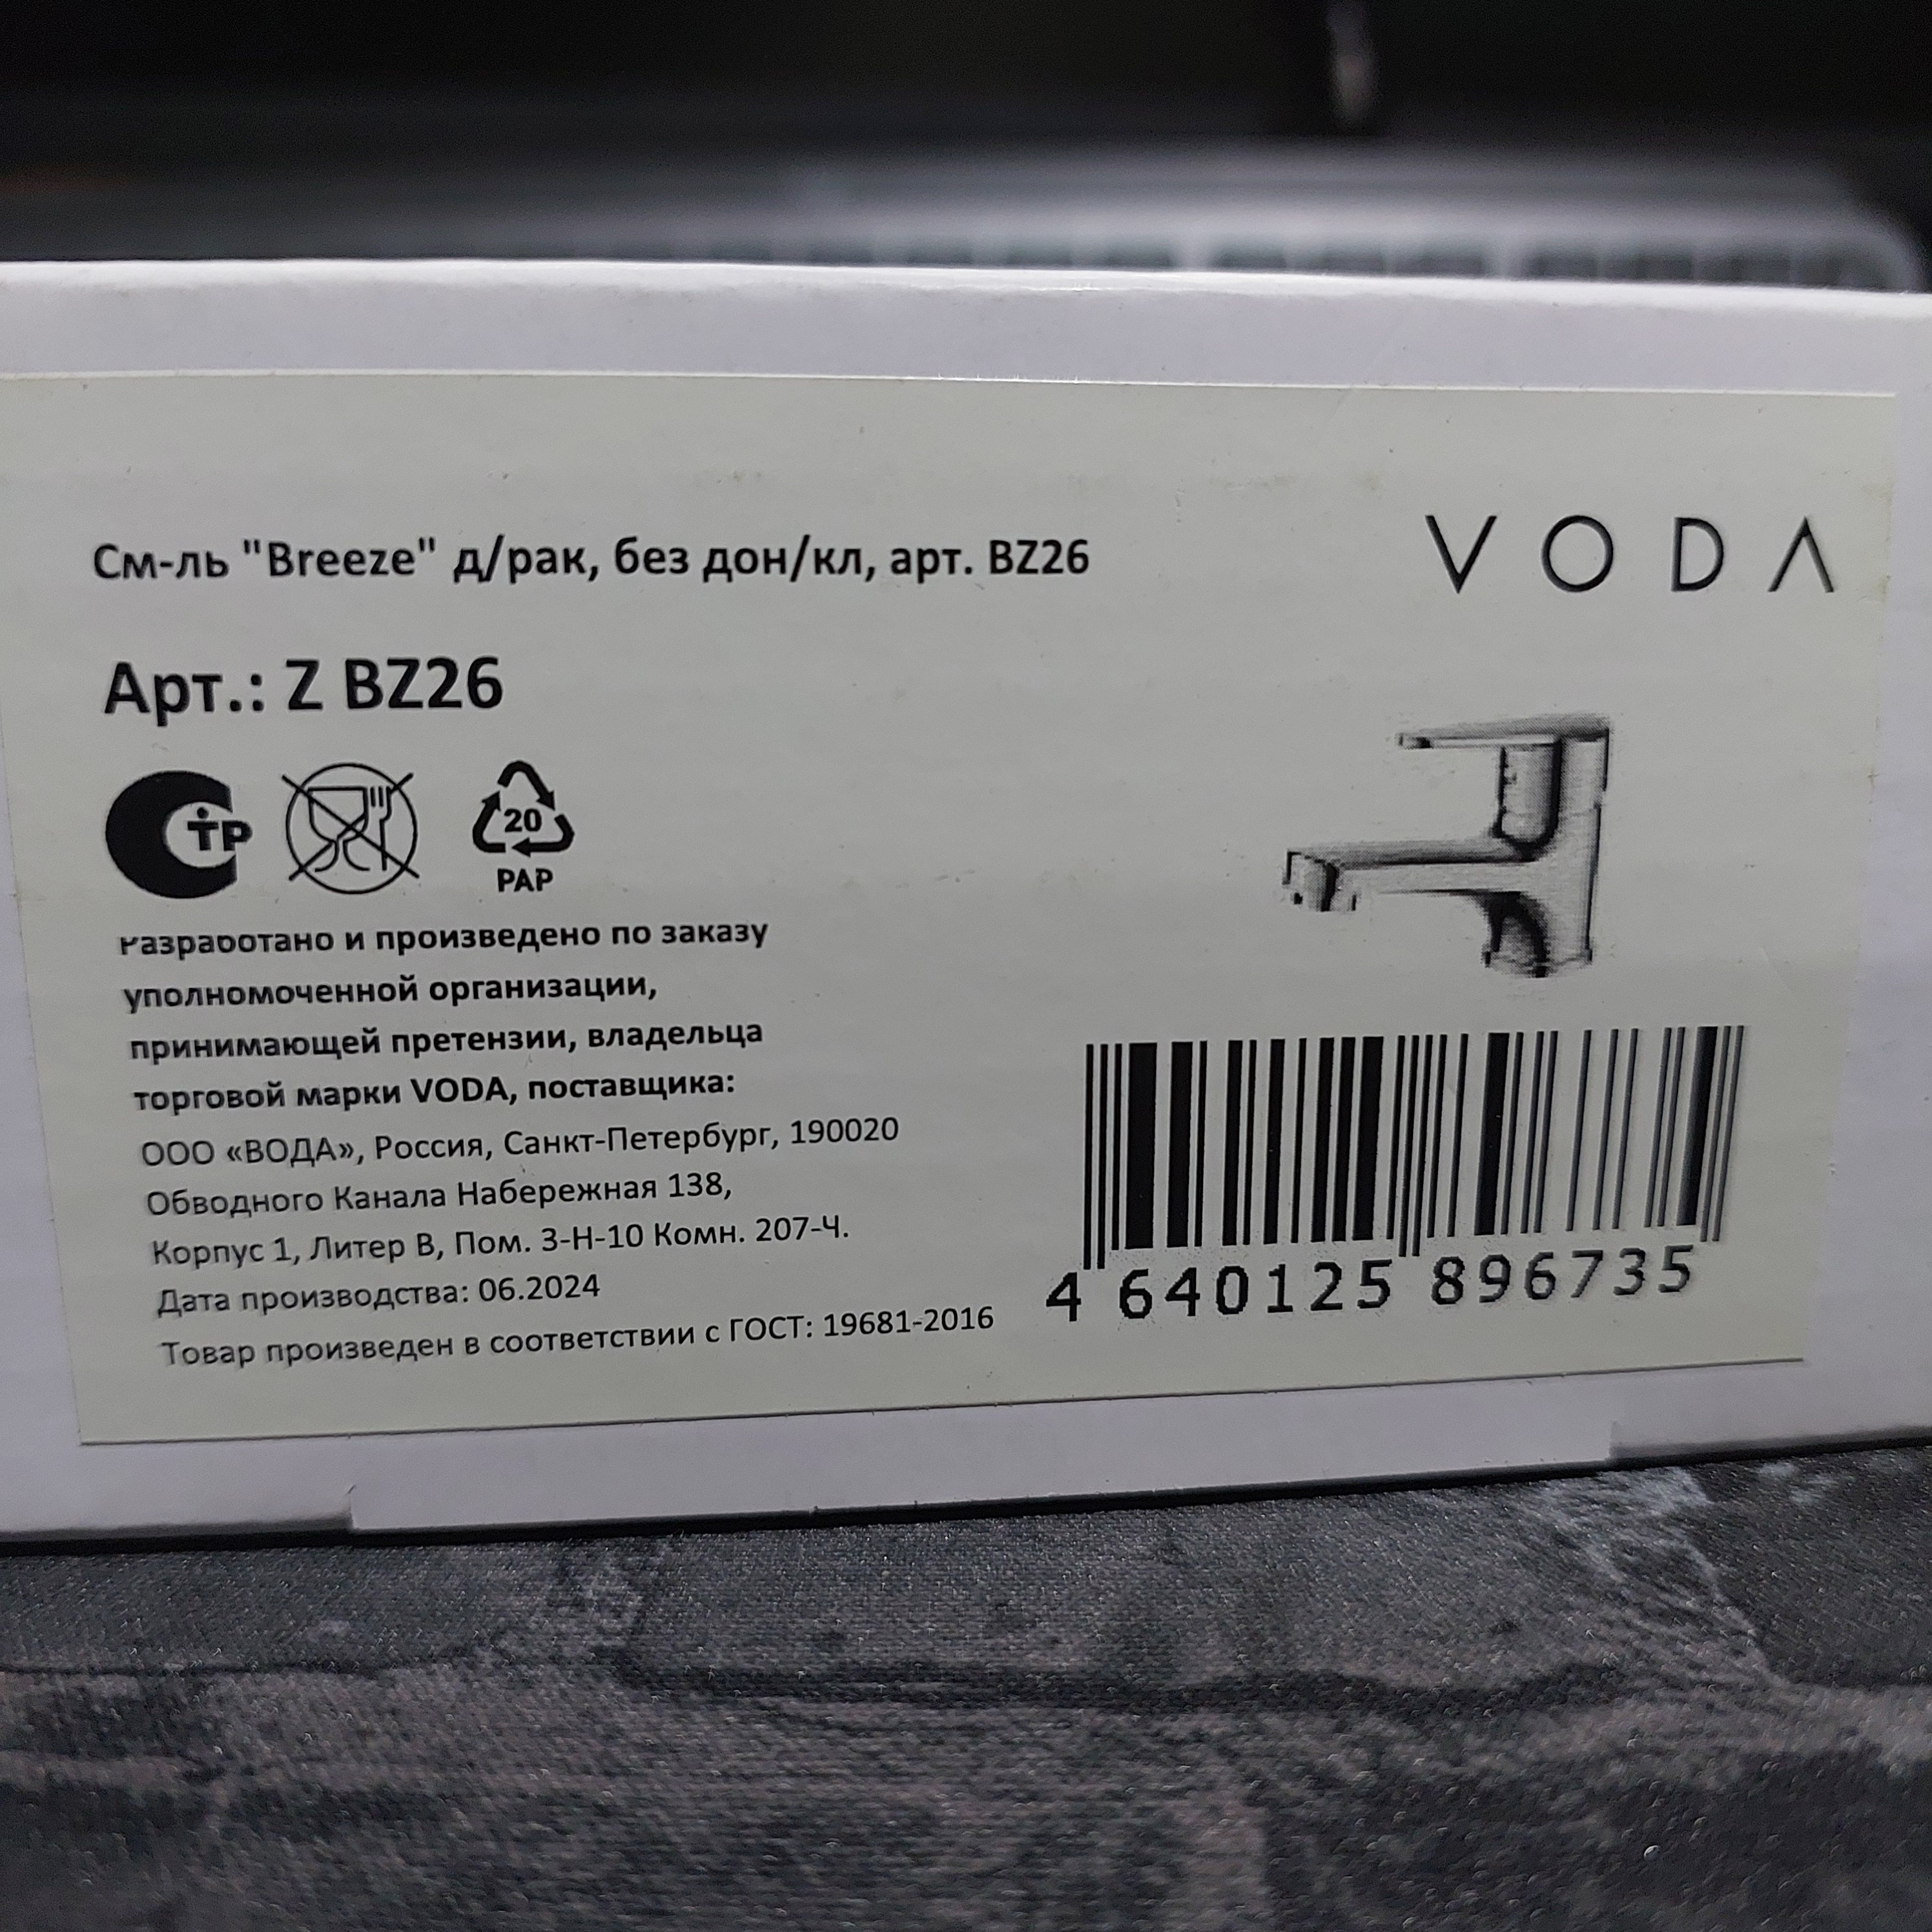 См-ль "Breeze" д/рак, без дон/кл, арт. BZ26
VODA
Арт.: Z BZ26
СТР
20
PAP
Разработано и произведено по заказу
уполномоченной организации,
принимающей претензии, владельца
торговой марки VODA, поставщика:
ООО «ВОДА», Россия, Санкт-Петербург, 190020
Обводного Канала Набережная 138,
Корпус 1, Литер В, Пом. 3-Н-10 Комн. 207-Ч.
Дата производства: 06.2024
Товар произведен в соответствии с ГОСТ: 19681-2016
4 640125 896735